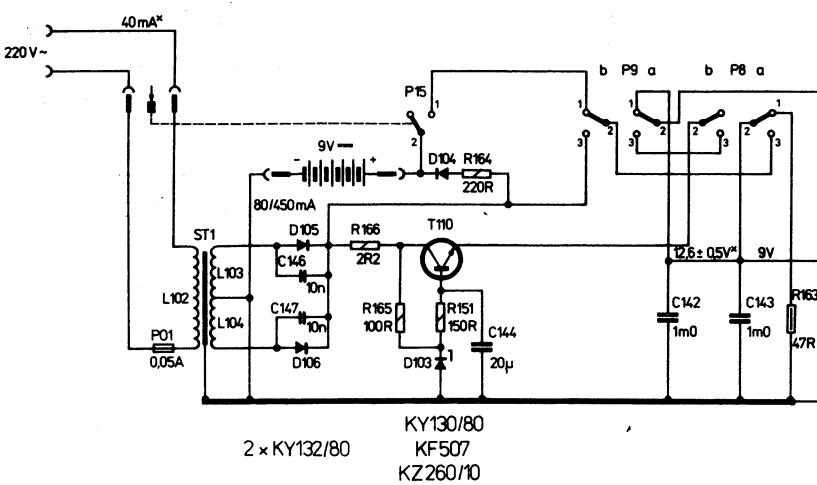 40mA*
220V~
b P9 a b P8 a
P15
1
2
1
2
3
1
2
3
2
3
1
2
3
9V
- +
D104 R164
220R
80/450mA
ST1
D105
R166
2R2
T110
C146
10n
L103
L102
L104
C147
10n
D106
P01
0,05A
R165
100R
R151
150R
D103
1
C144
20µ
12,6±0,5V* 9V
C142
1m0
C143
1m0
R163
47R
KY130/80
2 x KY132/80 KF507
KZ260/10